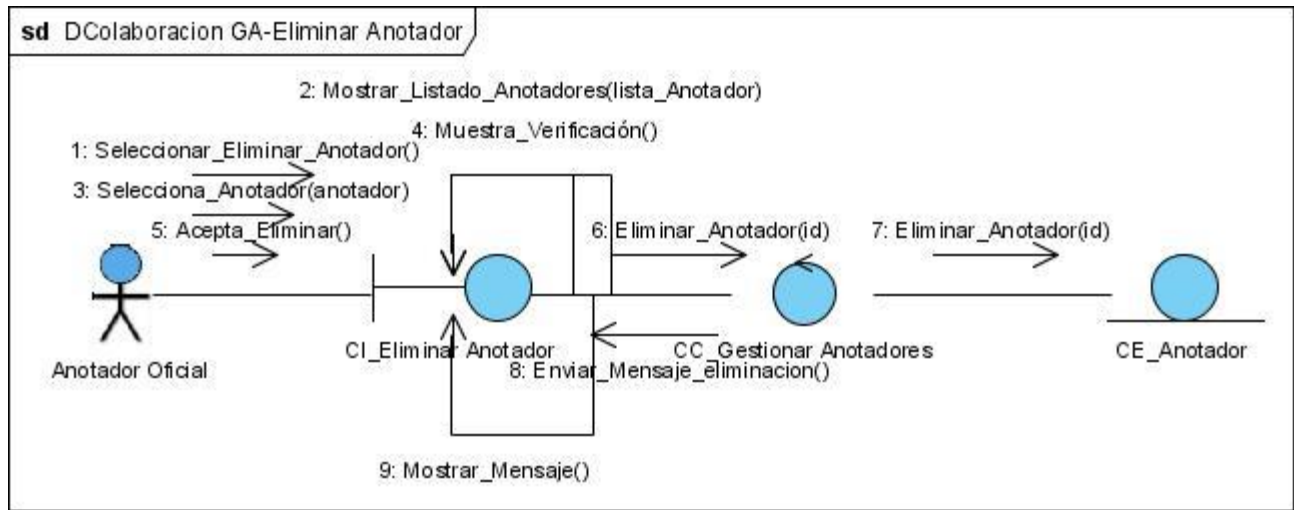 sd DColaboracion GA-Eliminar Anotador
2: Mostrar_Listado_Anotadores(lista_Anotador)
4: Muestra_Verificación()
1: Seleccionar_Eliminar_Anotador()
3: Selecciona_Anotador(anotador)
5: Acepta_Eliminar()
6: Eliminar_Anotador(id)
7: Eliminar_Anotador(id)
Anotador Oficial
CI_Eliminar Anotador
CC_Gestionar Anotadores
CE_Anotador
8: Enviar_Mensaje_eliminacion()
9: Mostrar_Mensaje()